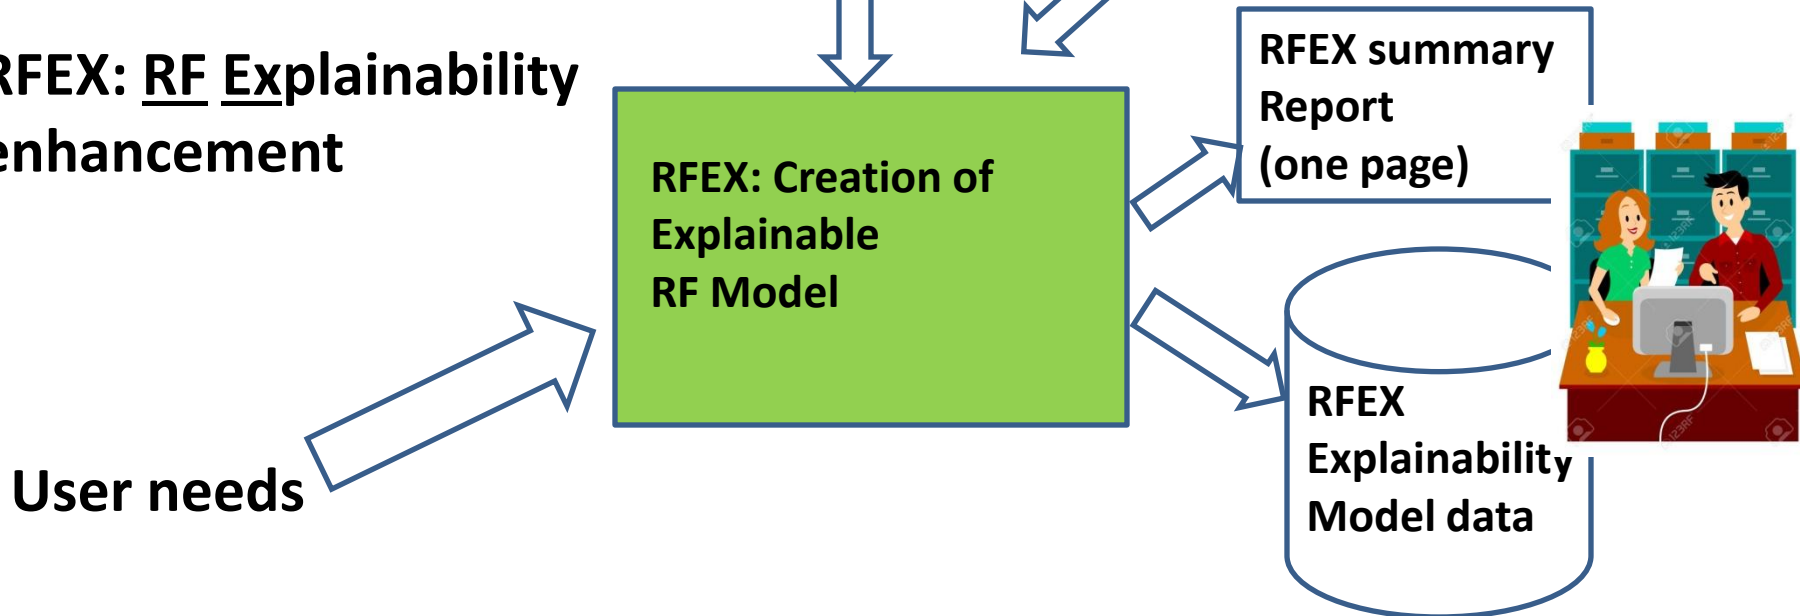 RFEX: RF Explainability
enhancement
RFEX: Creation of
Explainable
RF Model
User needs
RFEX summary
Report
(one page)
RFEX
Explainability
Model data